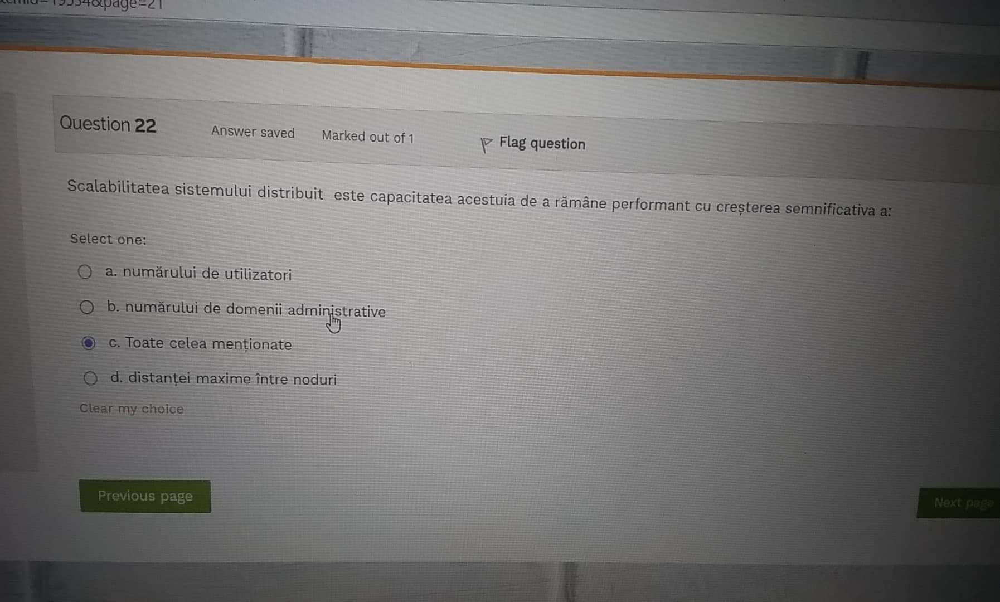 &page=21
Question 22
Answer saved
Marked out of 1
Flag question
Scalabilitatea sistemului distribuit este capacitatea acestuia de a rămâne performant cu creșterea semnificativa a:
Select one:
a. numărului de utilizatori
b. numărului de domenii administrative
c. Toate celea menționate
d. distanței maxime între noduri
Clear my choice
Previous page
Next page